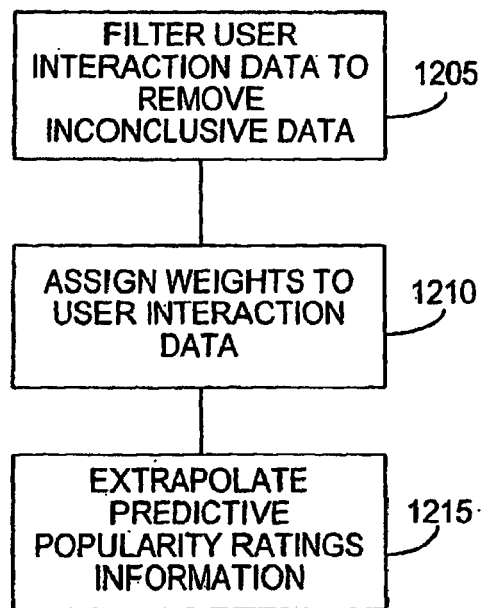 FILTER USER
INTERACTION DATA TO
REMOVE
INCONCLUSIVE DATA
1205
ASSIGN WEIGHTS TO
USER INTERACTION
DATA
1210
EXTRAPOLATE
PREDICTIVE
POPULARITY RATINGS
INFORMATION
1215